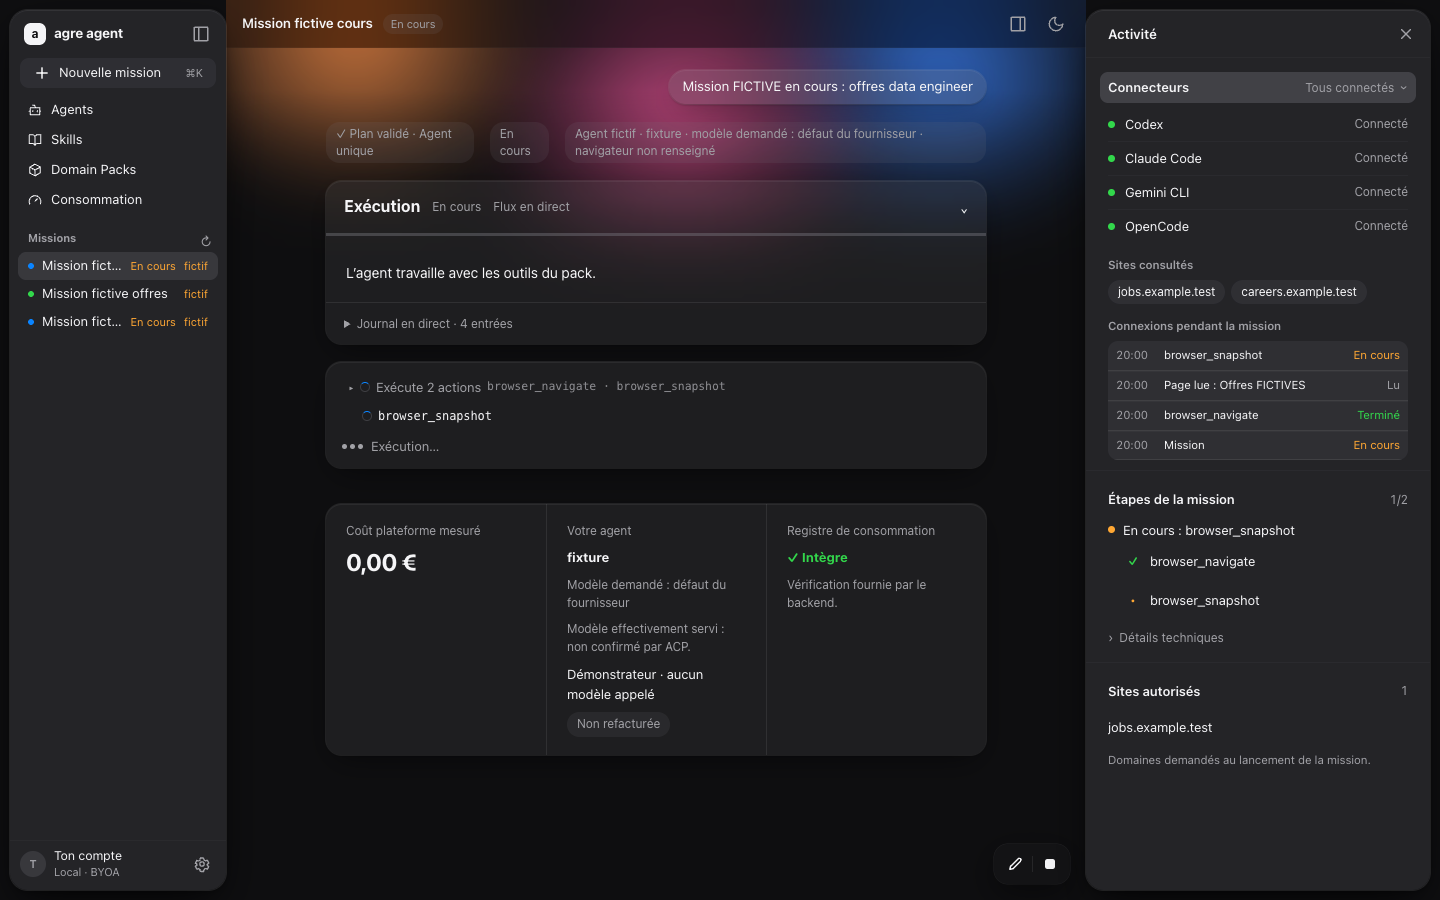 a agre agent
Nouvelle mission ⌘K
Agents
Skills
Domain Packs
Consommation
Missions
Mission fict... En cours fictif
Mission fictive offres fictif
Mission fict... En cours fictif
T
Ton compte
Local · BYOA
Mission fictive cours En cours
Mission FICTIVE en cours : offres data engineer
✓ Plan validé · Agent
unique
En
cours
Agent fictif · fixture · modèle demandé : défaut du fournisseur ·
navigateur non renseigné
Exécution En cours Flux en direct
L'agent travaille avec les outils du pack.
Journal en direct · 4 entrées
Exécute 2 actions browser_navigate · browser_snapshot
browser_snapshot
Exécution...
Coût plateforme mesuré
0,00 €
Votre agent
fixture
Modèle demandé : défaut du
fournisseur
Modèle effectivement servi :
non confirmé par ACP.
Démonstrateur · aucun
modèle appelé
Non refacturée
Registre de consommation
✓ Intègre
Vérification fournie par le
backend.
Activité
Connecteurs Tous connectés
Codex Connecté
Claude Code Connecté
Gemini CLI Connecté
OpenCode Connecté
Sites consultés
jobs.example.test careers.example.test
Connexions pendant la mission
20:00 browser_snapshot En cours
20:00 Page lue : Offres FICTIVES Lu
20:00 browser_navigate Terminé
20:00 Mission En cours
Étapes de la mission 1/2
En cours : browser_snapshot
✓ browser_navigate
browser_snapshot
› Détails techniques
Sites autorisés 1
jobs.example.test
Domaines demandés au lancement de la mission.